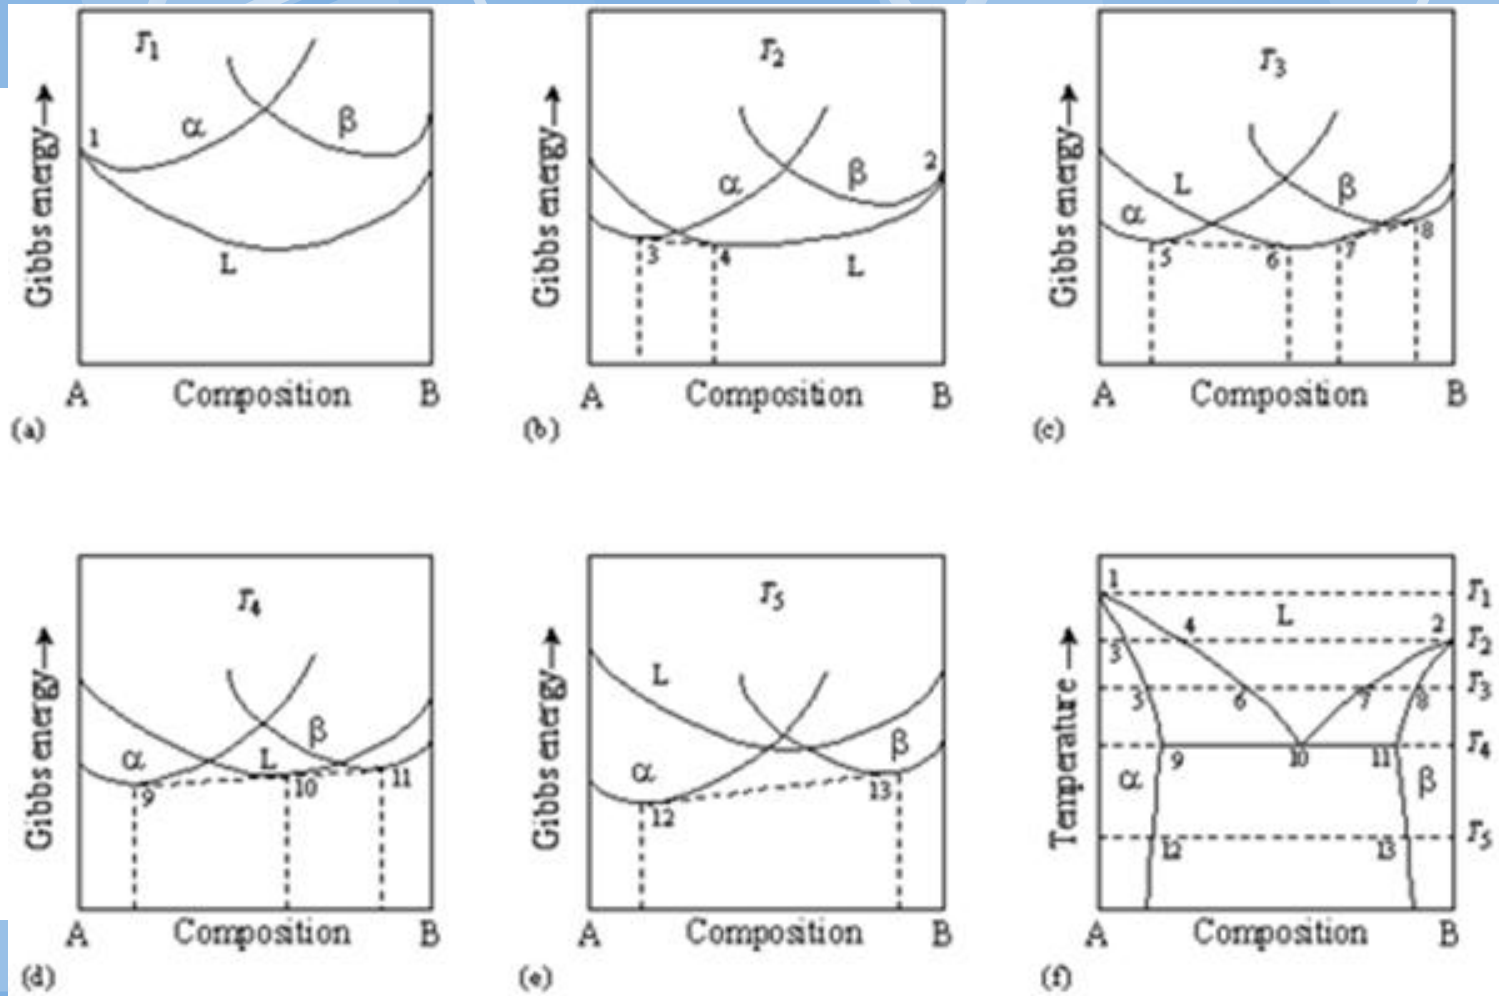 T₁
1
α
β
L
Gibbs energy→
A Composition B
(a)
T₂
2
α
β
3
4
L
Gibbs energy→
A Composition B
(b)
T₃
L
β
α
5
6
7
8
Gibbs energy→
A Composition B
(c)
T₄
β
α
L
9
10
11
Gibbs energy→
A Composition B
(d)
T₅
L
β
α
12
13
Gibbs energy→
A Composition B
(e)
1
T₁
L
4
2
T₂
3
5
6
7
8
T₃
T₄
9
10
11
α
β
T₅
12
13
Temperature →
A Composition B
(f)